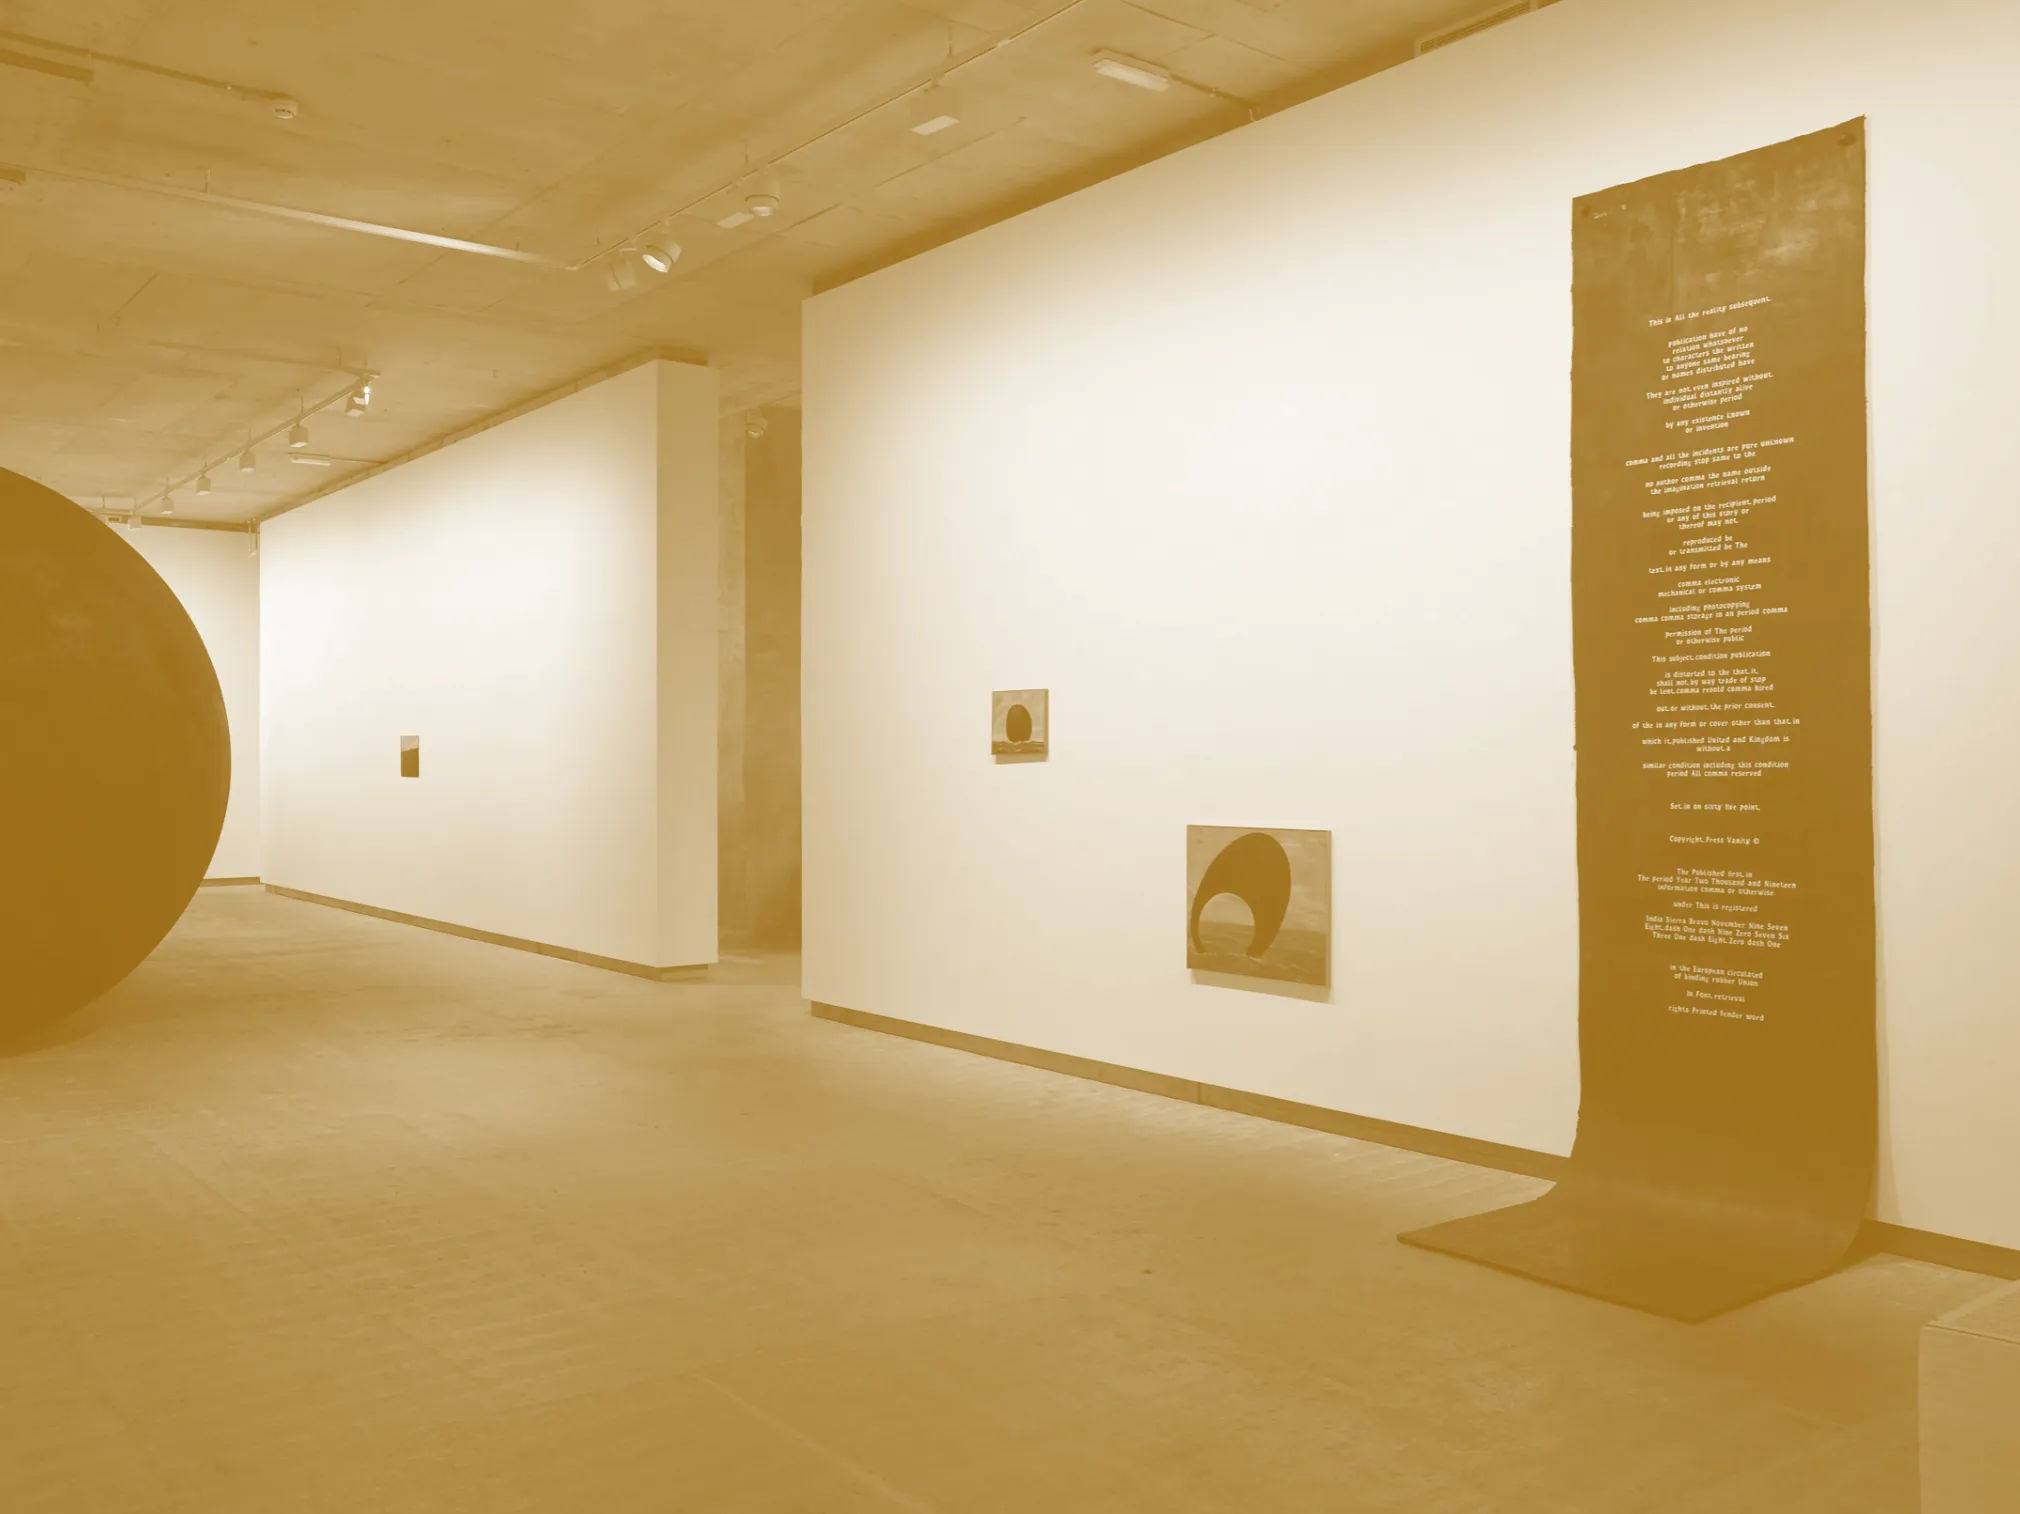 This is All the reality subsequent.
publication have of no
relation whatsoever
to characters the written
to anyone same bearing
or names distributed have
They are not even inspired without
individual distantly alive
or otherwise period
by any existence known
or invention
comma and all the incidents are pure unknown
recording stop same to the
no author comma the name outside
the imagination retrieval return
being imposed on the recipient period
or any of this story or
thereof may not
reproduced be
or transmitted be The
text in any form or by any means
comma electronic
mechanical or comma system
including photocopying
comma comma storage in an period comma
permission of The period
or otherwise public
This subject condition publication
is distorted to the that it
shall not by way trade of stop
be lent comma resold comma hired
out or without the prior consent
of the in any form or cover other than that in
which it published United and Kingdom is
without a
similar condition including this condition
period All comma reserved
Set in on sixty five point
Copyright Press Vanity ©
The Published first in
The period Year Two Thousand and Nineteen
information comma or otherwise
under This is registered
India Sierra Bravo November Nine Seven
Eight dash One dash Nine Zero Seven Six
Three One dash Eight Zero dash One
in the European circulated
of binding rubber Union
in Font retrieval
rights Printed Tender word